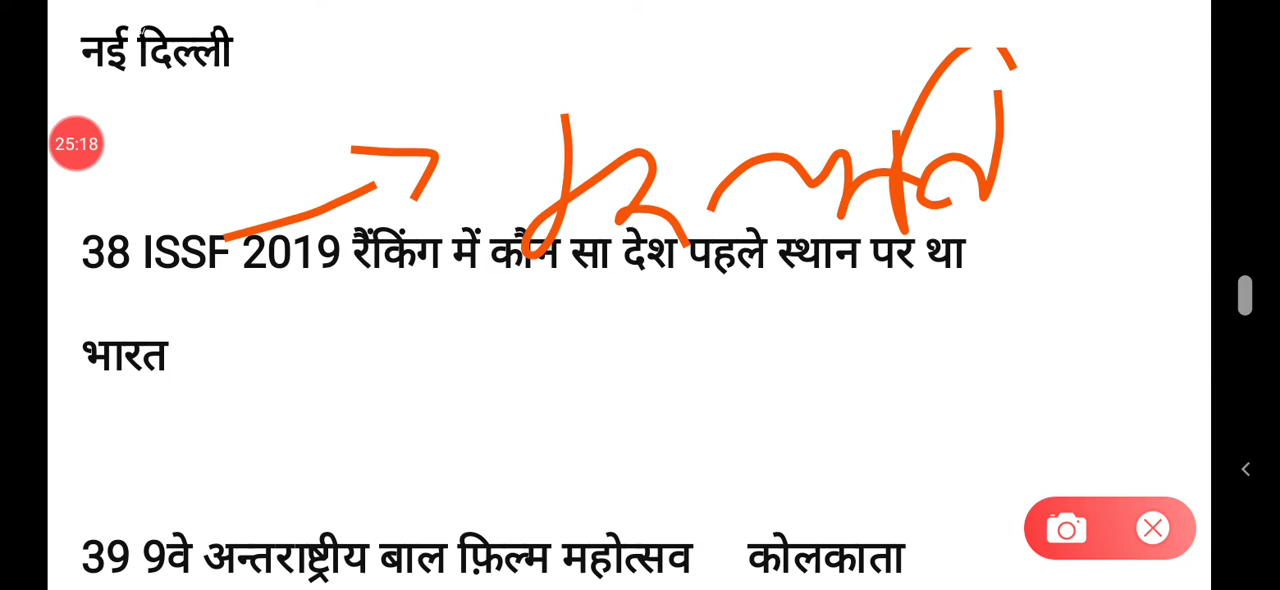 नई दिल्ली
25:18
38 ISSF 2019 रैंकिंग में कौन सा देश पहले स्थान पर था
भारत
39 9वे अन्तराष्ट्रीय बाल फ़िल्म महोत्सव कोलकाता